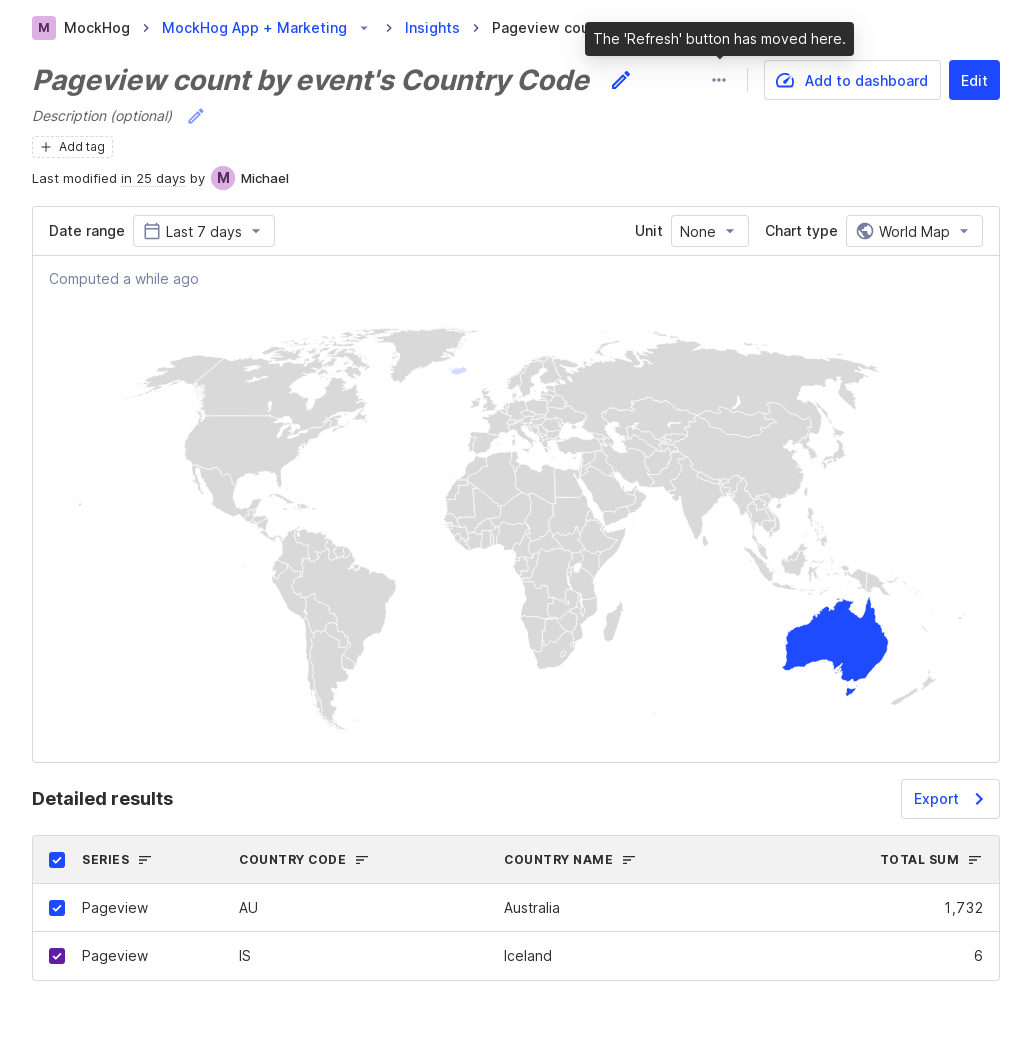 M MockHog > MockHog App + Marketing > Insights > Pageview cou
The 'Refresh' button has moved here.
Pageview count by event's Country Code
Add to dashboard
Edit
Description (optional)
+ Add tag
Last modified in 25 days by M Michael
Date range Last 7 days Unit None Chart type World Map
Computed a while ago
Detailed results Export
SERIES COUNTRY CODE COUNTRY NAME TOTAL SUM
Pageview AU Australia 1,732
Pageview IS Iceland 6